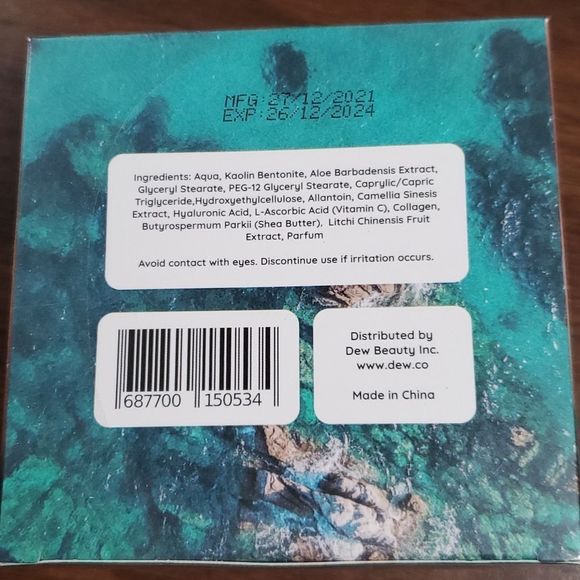 MFG:27/12/2021
EXP:26/12/2024
Ingredients: Aqua, Kaolin Bentonite, Aloe Barbadensis Extract,
Glyceryl Stearate, PEG-12 Glyceryl Stearate, Caprylic/Capric
Triglyceride,Hydroxyethylcellulose, Allantoin, Camellia Sinesis
Extract, Hyaluronic Acid, L-Ascorbic Acid (Vitamin C), Collagen,
Butyrospermum Parkii (Shea Butter), Litchi Chinensis Fruit
Extract, Parfum
Avoid contact with eyes. Discontinue use if irritation occurs.
687700 150534
Distributed by
Dew Beauty Inc.
www.dew.co
Made in China